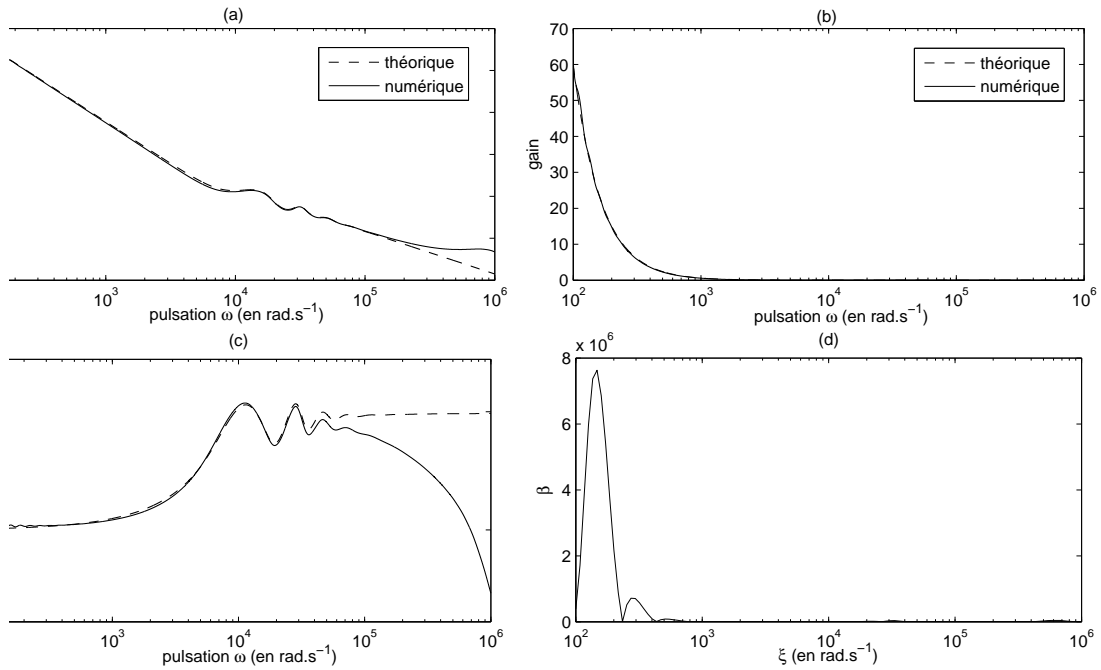 (a)
théorique
numérique
10³ 10⁴ 10⁵ 10⁶
pulsation ω (en rad.s⁻¹)
(b)
70
60
50
40
30
20
10
0
gain
théorique
numérique
10² 10³ 10⁴ 10⁵ 10⁶
pulsation ω (en rad.s⁻¹)
(c)
10³ 10⁴ 10⁵ 10⁶
pulsation ω (en rad.s⁻¹)
(d)
x 10⁶
8
6
4
2
0
β
10² 10³ 10⁴ 10⁵ 10⁶
ξ (en rad.s⁻¹)